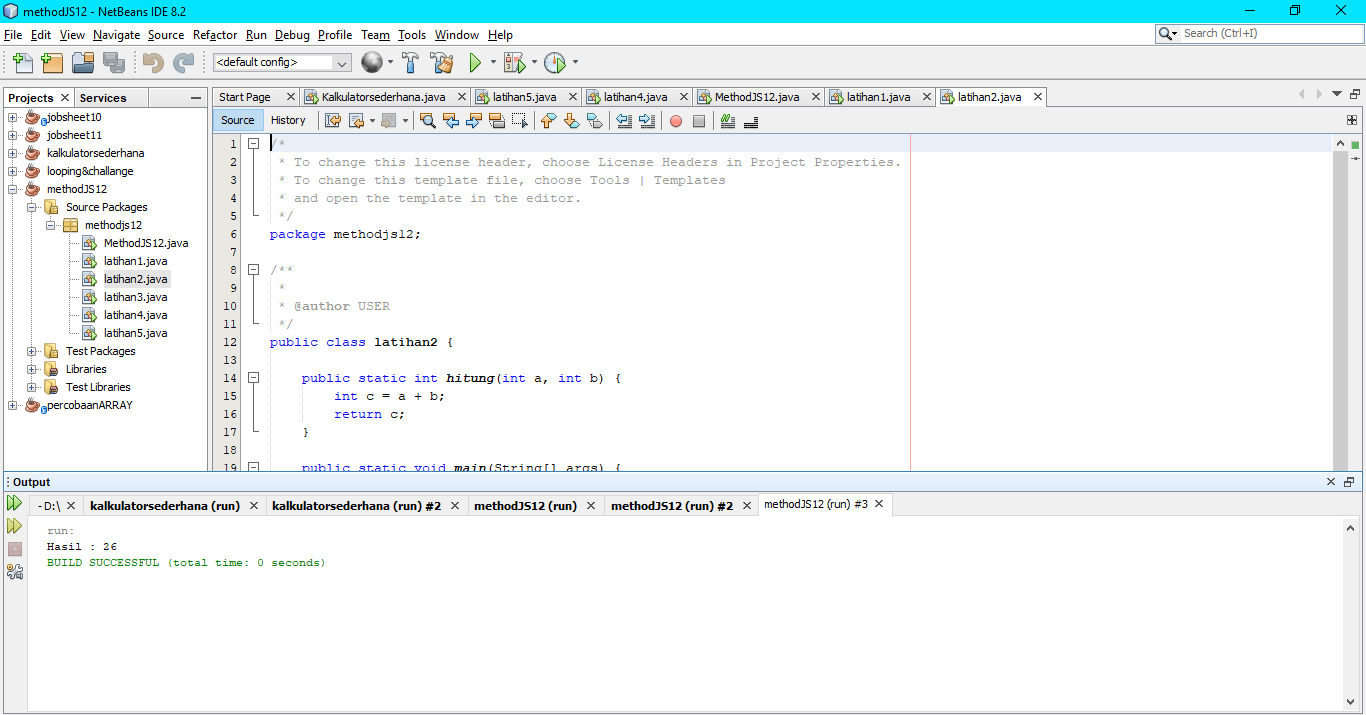 methodJS12 - NetBeans IDE 8.2
File Edit View Navigate Source Refactor Run Debug Profile Team Tools Window Help
Search (Ctrl+I)
<default config>
Projects Services
Start Page Kalkulatorsederhana.java latihan5.java latihan4.java MethodJS12.java latihan1.java latihan2.java
Source History
jobsheet10
jobsheet11
kalkulatorsederhana
looping&challange
methodJS12
Source Packages
methodjs12
MethodJS12.java
latihan1.java
latihan2.java
latihan3.java
latihan4.java
latihan5.java
Test Packages
Libraries
Test Libraries
percobaanARRAY
1 /*
2 * To change this license header, choose License Headers in Project Properties.
3 * To change this template file, choose Tools | Templates
4 * and open the template in the editor.
5 */
6 package methodjs12;
7
8 /**
9 *
10 * @author USER
11 */
12 public class latihan2 {
13
14 public static int hitung(int a, int b) {
15 int c = a + b;
16 return c;
17 }
18
19 public static void main(String[] args) {
Output
- D:\ kalkulatorsederhana (run) kalkulatorsederhana (run) #2 methodJS12 (run) methodJS12 (run) #2 methodJS12 (run) #3
run:
Hasil : 26
BUILD SUCCESSFUL (total time: 0 seconds)